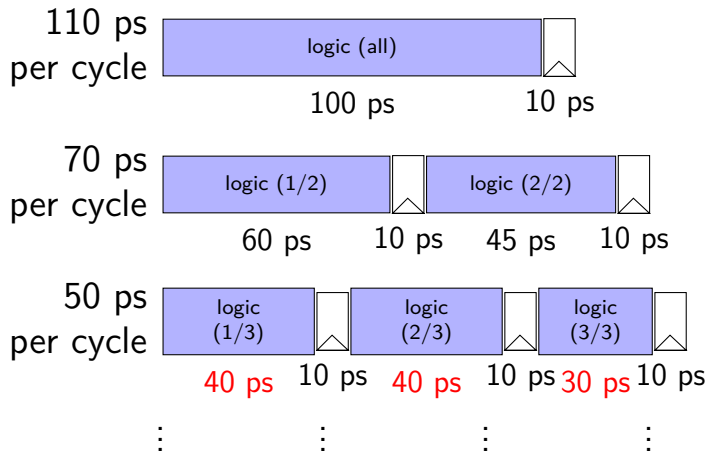 110 ps
per cycle
logic (all)
100 ps
10 ps
70 ps
per cycle
logic (1/2)
logic (2/2)
60 ps
10 ps
45 ps
10 ps
50 ps
per cycle
logic
(1/3)
logic
(2/3)
logic
(3/3)
40 ps
10 ps
40 ps
10 ps
30 ps
10 ps